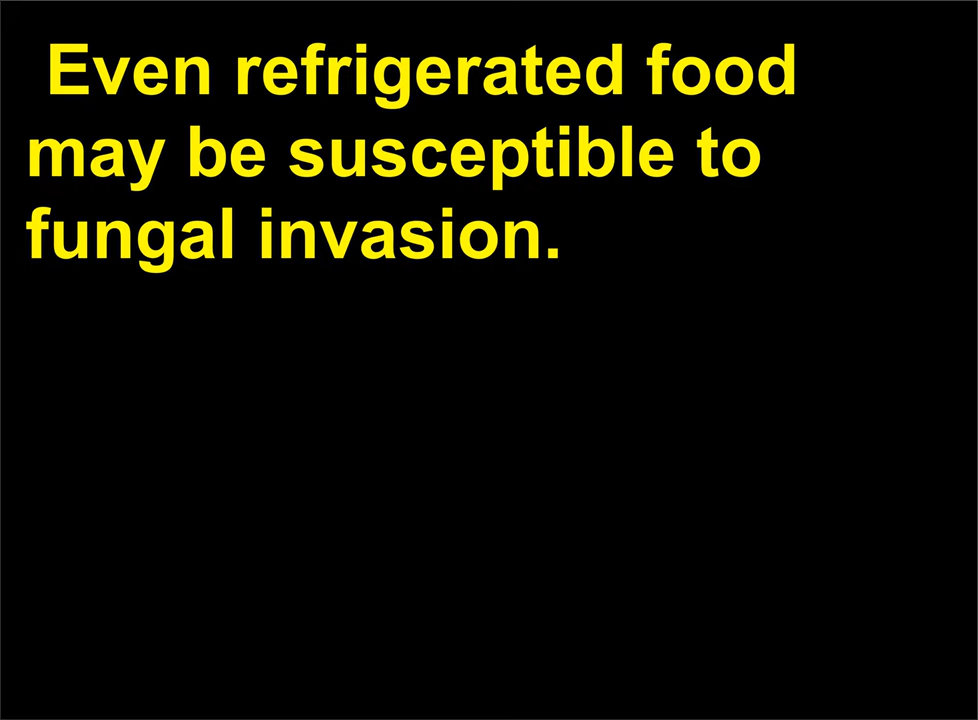 Even refrigerated food
may be susceptible to
fungal invasion.